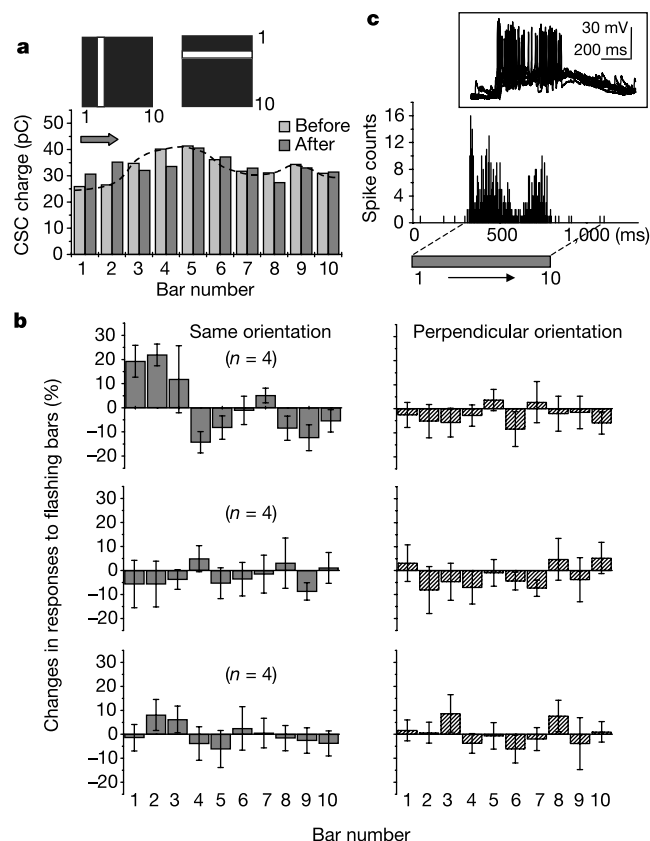 a
1
10
1
10
CSC charge (pC)
50
40
30
20
10
0
Before
After
1 2 3 4 5 6 7 8 9 10
Bar number
c
30 mV
200 ms
Spike counts
16
12
8
4
0
0 500 1,000 (ms)
1 10
b
Changes in responses to flashing bars (%)
Same orientation
(n = 4)
30
20
10
0
−10
−20
Perpendicular orientation
(n = 4)
30
20
10
0
−10
−20
(n = 4)
30
20
10
0
−10
−20
1 2 3 4 5 6 7 8 9 10
1 2 3 4 5 6 7 8 9 10
Bar number